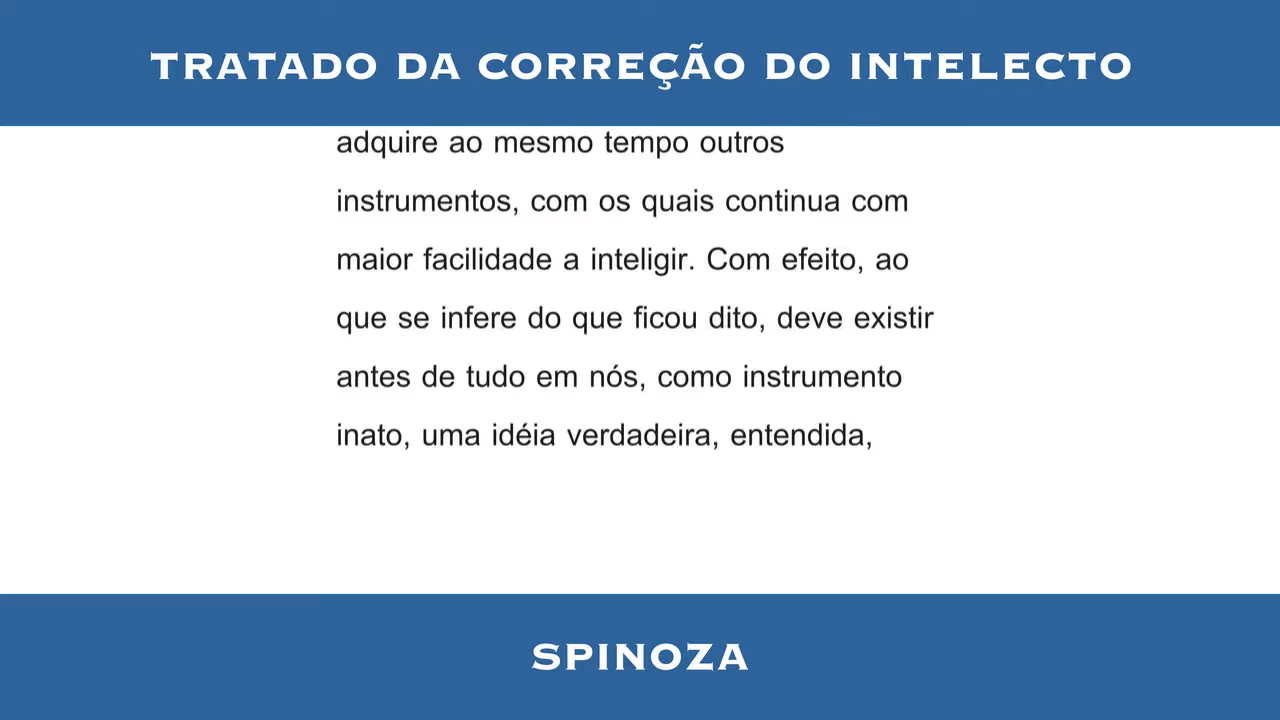 TRATADO DA CORREÇÃO DO INTELECTO
adquire ao mesmo tempo outros
instrumentos, com os quais continua com
maior facilidade a inteligir. Com efeito, ao
que se infere do que ficou dito, deve existir
antes de tudo em nós, como instrumento
inato, uma idéia verdadeira, entendida,
SPINOZA